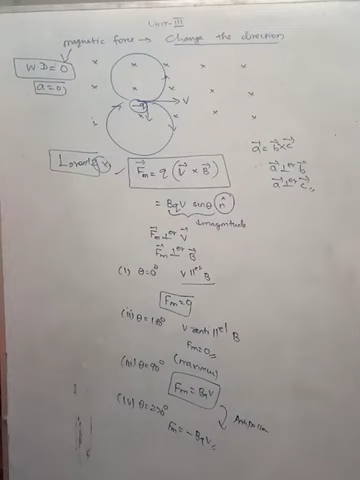 UNIT-III
magnetic force → Change the direction
W.D=0
a=0
x x x x x
-q
→V
Lorentz(x)
F⃗m = q (V⃗ x B⃗)
a⃗ = b⃗xc⃗
a⃗ ⊥er b⃗
a⃗ ⊥er c⃗
= BqV sinθ (n̂)
↓magnitude
F⃗m ⊥er V⃗
F⃗m ⊥er B⃗
(i) θ=0° V ||el B
Fm=0
(ii) θ=180° V anti ||el B
Fm=0
(iii) θ=90° (maximum)
Fm = BqV
(iv) θ=270°
Fm = -BqV